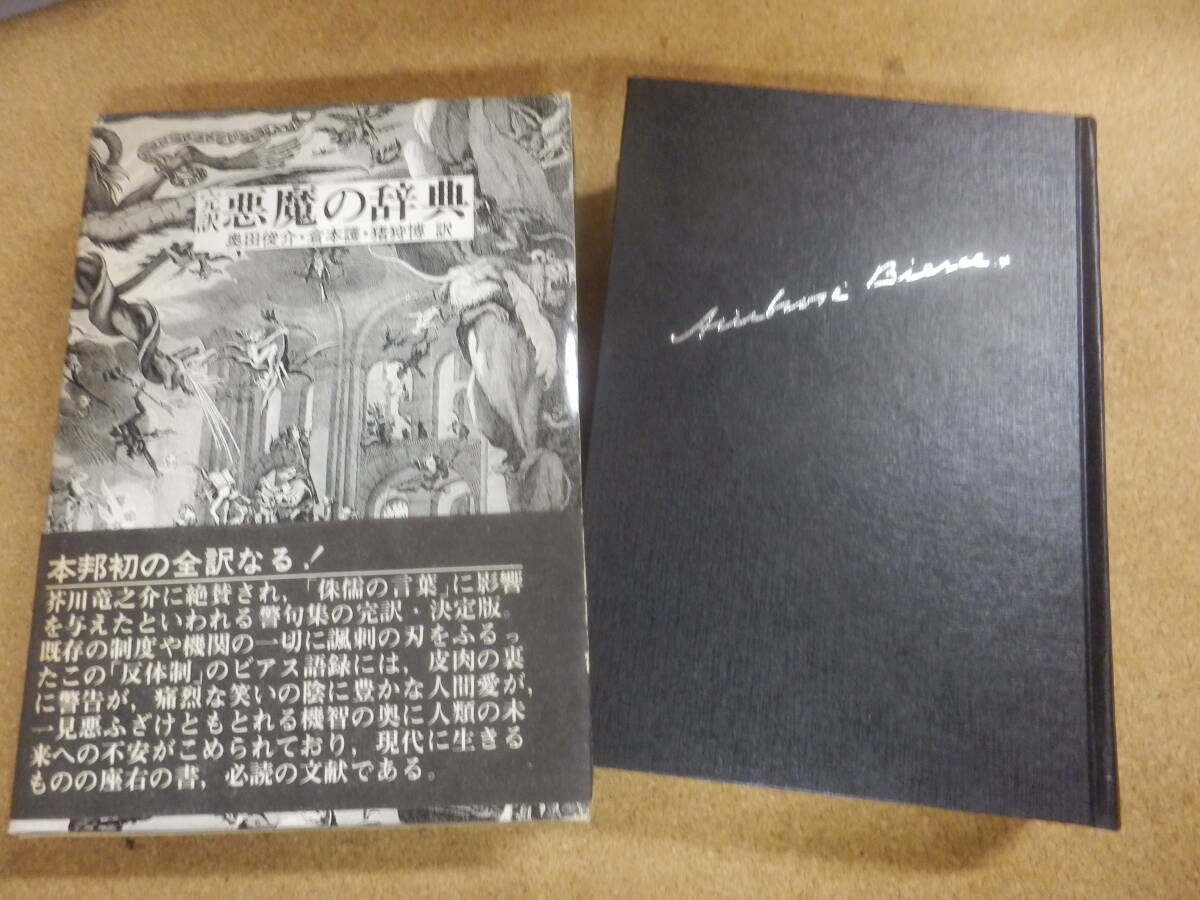 完訳 悪魔の辞典
奥田俊介・倉本護・猪狩博 訳
本邦初の全訳なる!
芥川竜之介に絶賛され,「侏儒の言葉」に影響
を与えたといわれる警句集の完訳・決定版。
既存の制度や機関の一切に諷刺の刃をふるっ
たこの「反体制」のビアス語録には, 皮肉の裏
に警告が, 痛烈な笑いの陰に豊かな人間愛が,
一見悪ふざけともとれる機智の奥に人類の未
来への不安がこめられており, 現代に生きる
ものの座右の書, 必読の文献である。
Ambrose Bierce.